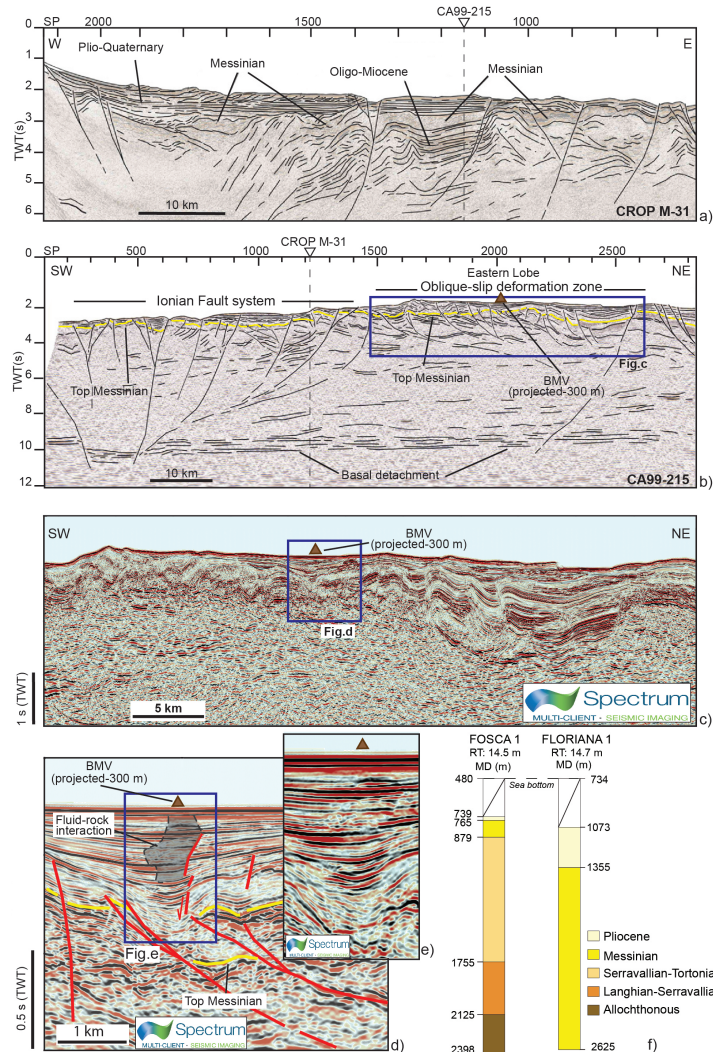 CA99-215
0 SP 2000 1500 1000
W E
Plio-Quaternary
Messinian
Oligo-Miocene
Messinian
1
2
3
4
5
6
TWT(s)
10 km
CROP M-31
a)
CROP M-31
0 SP 500 1000 1500 2000 2500
SW NE
Eastern Lobe
Ionian Fault system
Oblique-slip deformation zone
2
4
6
8
10
12
TWT(s)
Top Messinian
Top Messinian
BMV
(projected-300 m)
Fig.c
10 km
Basal detachment
CA99-215
b)
SW NE
BMV
(projected-300 m)
Fig.d
1 s (TWT)
5 km
Spectrum
MULTI-CLIENT - SEISMIC IMAGING
c)
BMV
(projected-300 m)
Fluid-rock
interaction
Fig.e
Top Messinian
0.5 s (TWT)
1 km
Spectrum
MULTI-CLIENT - SEISMIC IMAGING
d)
Spectrum
MULTI-CLIENT - SEISMIC IMAGING
e)
FOSCA 1 FLORIANA 1
RT: 14.5 m RT: 14.7 m
MD (m) MD (m)
480 Sea bottom 734
739
765
879
1755
2125
2398
1073
1355
2625
Pliocene
Messinian
Serravallian-Tortonia
Langhian-Serravallia
Allochthonous
f)